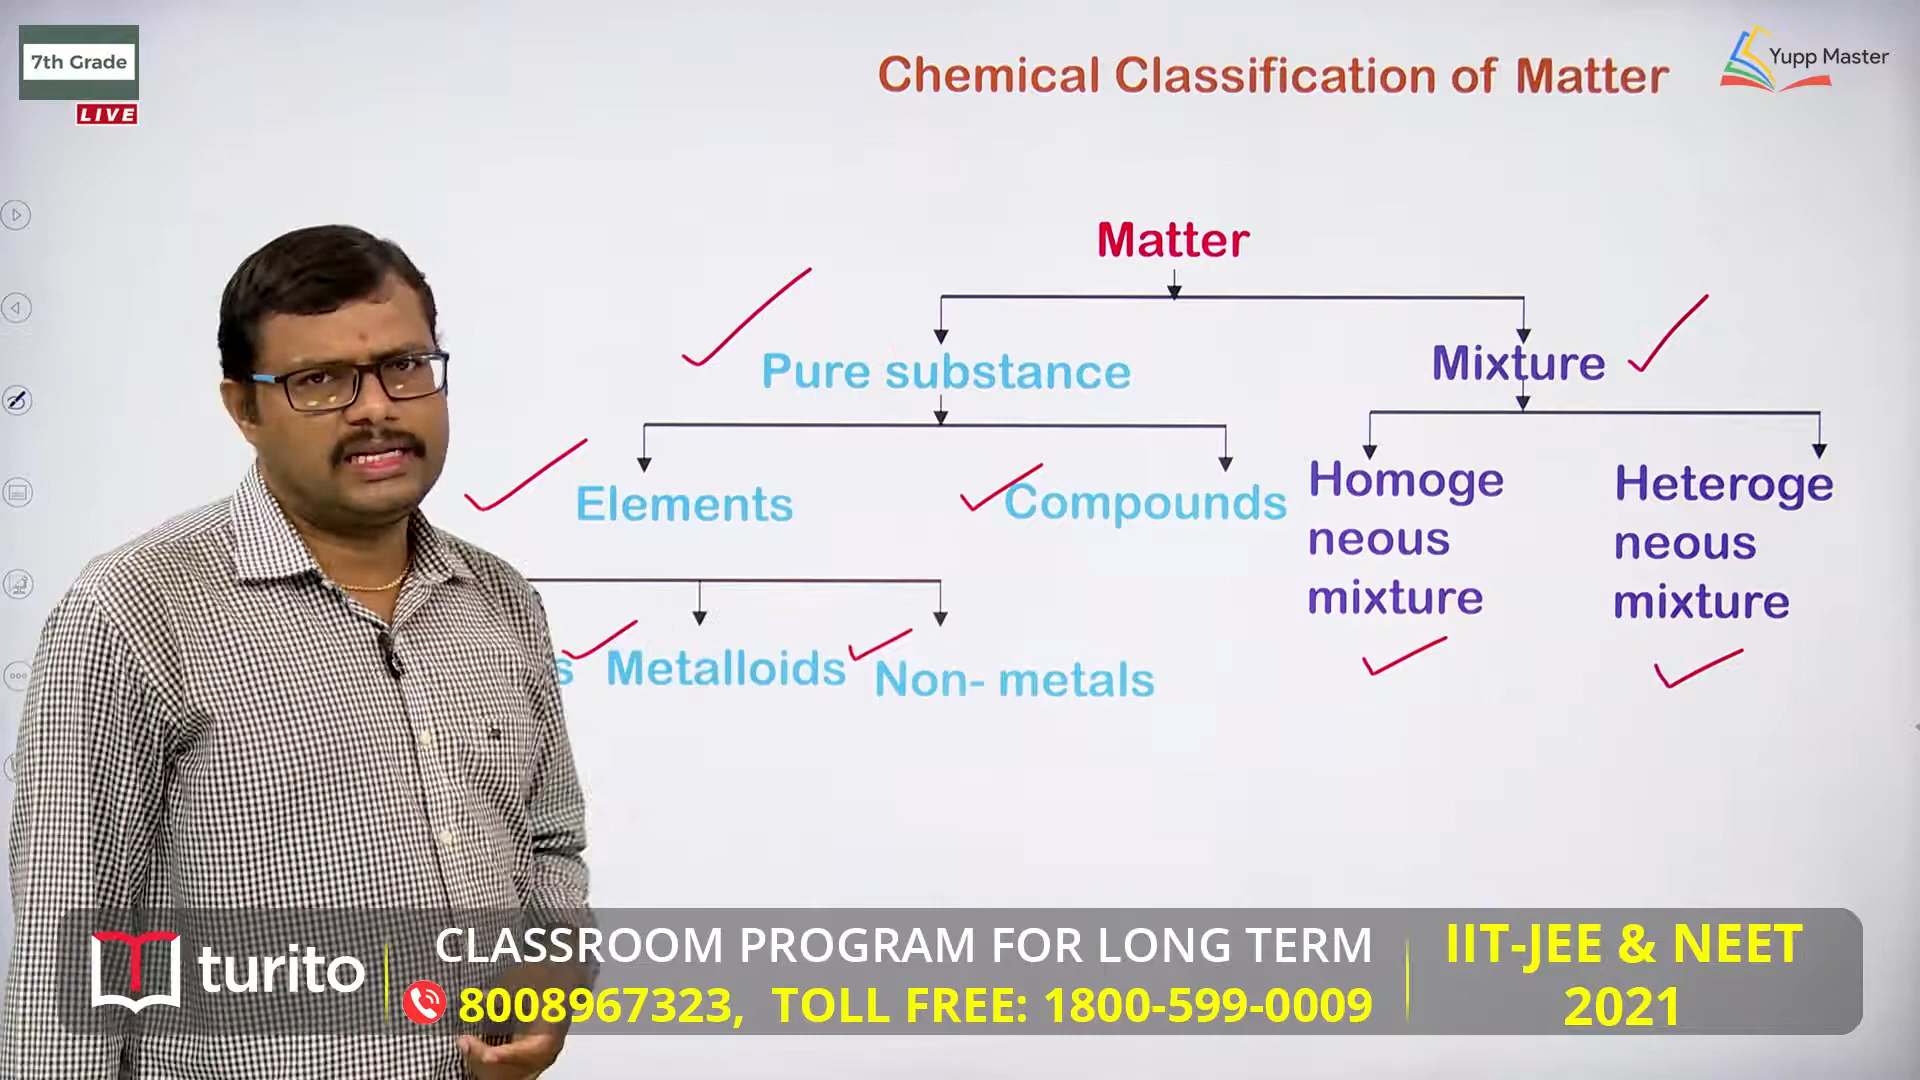 7th Grade
LIVE
Yupp Master
Chemical Classification of Matter
Matter
Pure substance
Mixture
Elements
Compounds
Homoge
neous
mixture
Heteroge
neous
mixture
s
Metalloids
Non- metals
turito
CLASSROOM PROGRAM FOR LONG TERM
8008967323, TOLL FREE: 1800-599-0009
IIT-JEE & NEET
2021